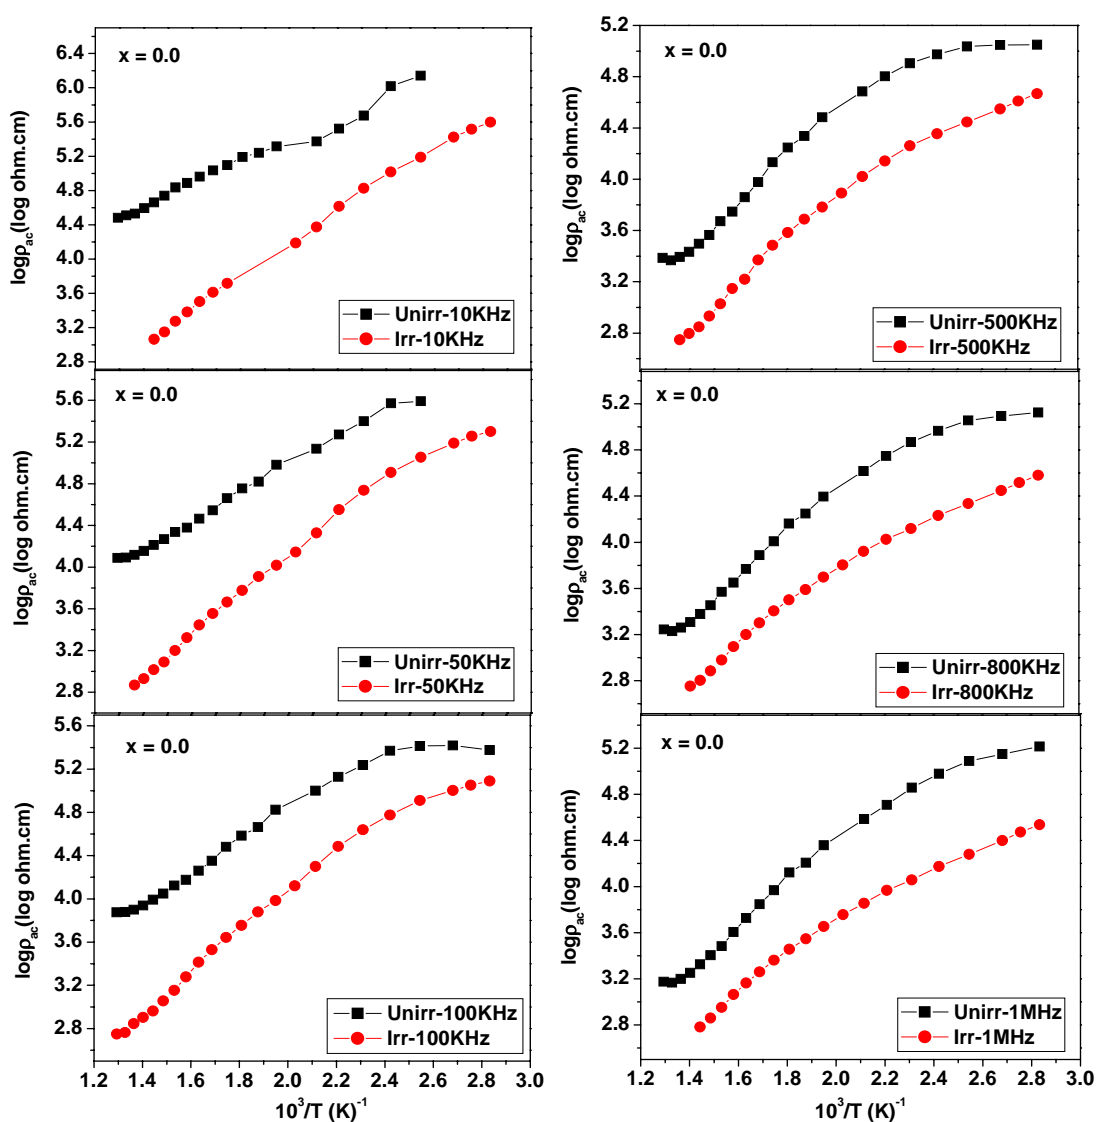 x = 0.0
6.4
6.0
5.6
5.2
4.8
4.4
4.0
3.6
3.2
2.8
logρac(log ohm.cm)
Unirr-10KHz
Irr-10KHz
x = 0.0
5.6
5.2
4.8
4.4
4.0
3.6
3.2
2.8
logρac(log ohm.cm)
Unirr-50KHz
Irr-50KHz
x = 0.0
5.6
5.2
4.8
4.4
4.0
3.6
3.2
2.8
logρac(log ohm.cm)
Unirr-100KHz
Irr-100KHz
1.2 1.4 1.6 1.8 2.0 2.2 2.4 2.6 2.8 3.0
10³/T (K)⁻¹
x = 0.0
5.2
4.8
4.4
4.0
3.6
3.2
2.8
logρac(log ohm.cm)
Unirr-500KHz
Irr-500KHz
x = 0.0
5.2
4.8
4.4
4.0
3.6
3.2
2.8
logρac(log ohm.cm)
Unirr-800KHz
Irr-800KHz
x = 0.0
5.2
4.8
4.4
4.0
3.6
3.2
2.8
logρac(log ohm.cm)
Unirr-1MHz
Irr-1MHz
1.2 1.4 1.6 1.8 2.0 2.2 2.4 2.6 2.8 3.0
10³/T (K)⁻¹